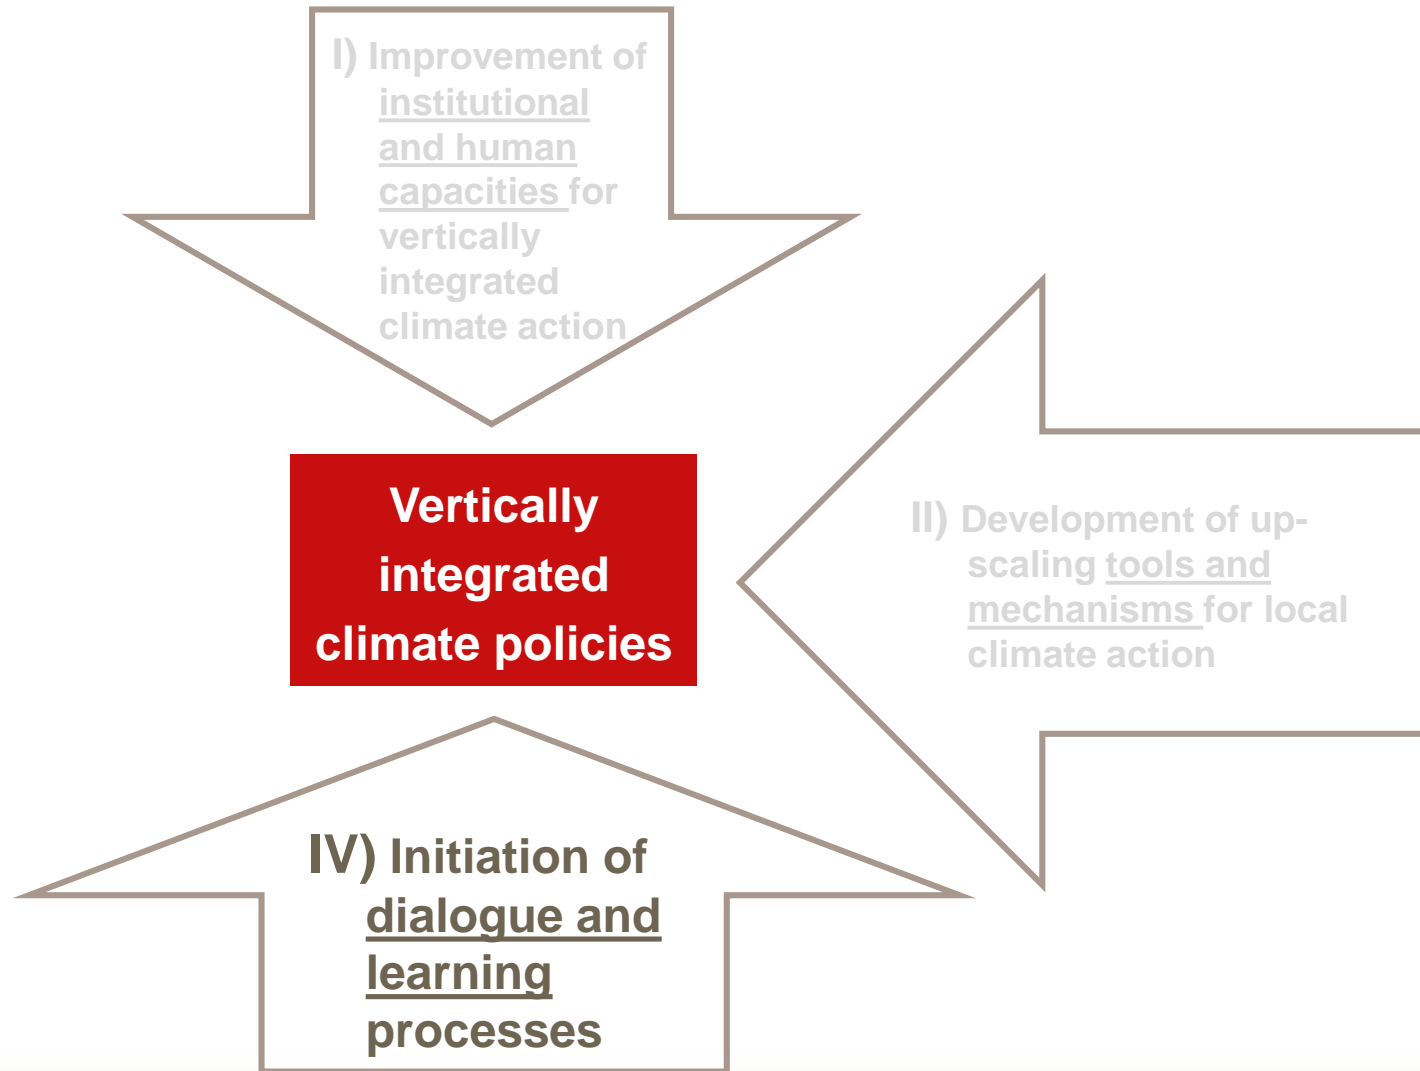 I) Improvement of
institutional
and human
capacities for
vertically
integrated
climate action
Vertically
integrated
climate policies
II) Development of up-
scaling tools and
mechanisms for local
climate action
IV) Initiation of
dialogue and
learning
processes